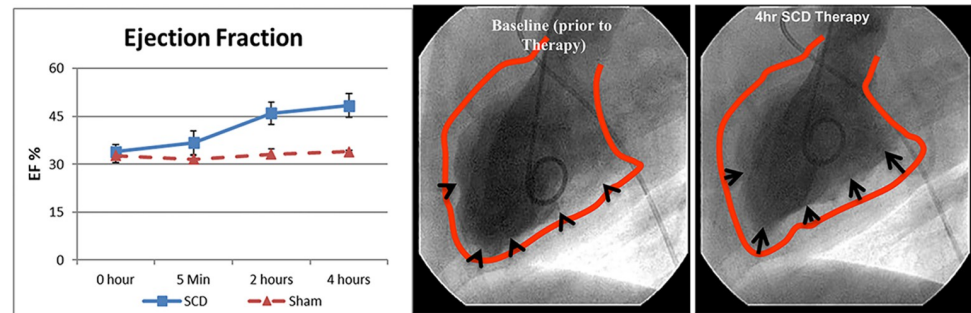 Ejection Fraction
60
45
30
15
0
EF %
0 hour
5 Min
2 hours
4 hours
SCD
Sham
Baseline (prior to
Therapy)
4hr SCD Therapy